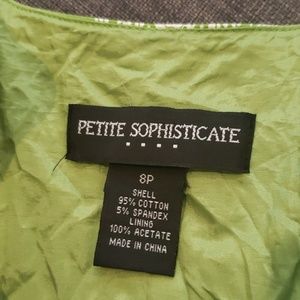 PETITE SOPHISTICATE
8P
SHELL
95% COTTON
5% SPANDEX
LINING
100% ACETATE
MADE IN CHINA